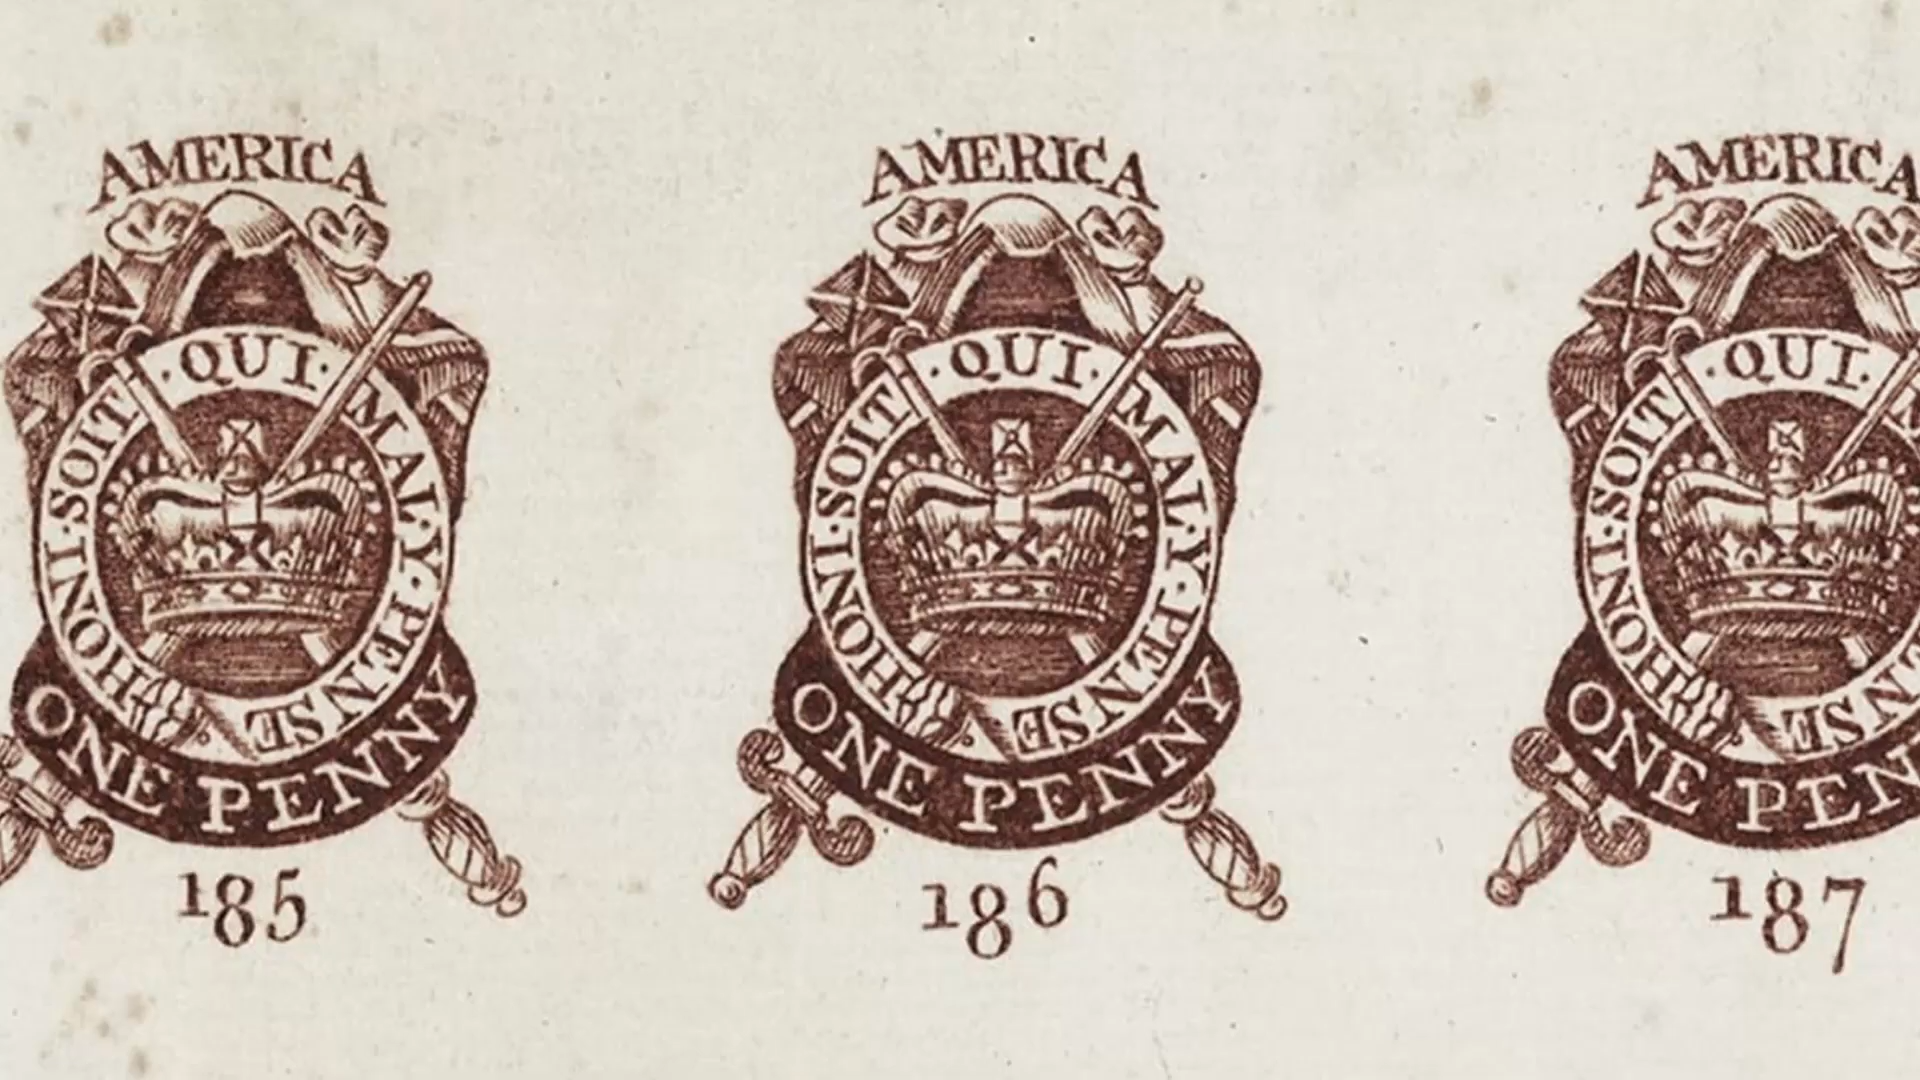 AMERICA
HONI·SOIT·QUI·MAL·Y·PENSE
ONE PENNY
185
AMERICA
HONI·SOIT·QUI·MAL·Y·PENSE
ONE PENNY
186
AMERICA
HONI·SOIT·QUI·M
NSE
ONE PEN
187